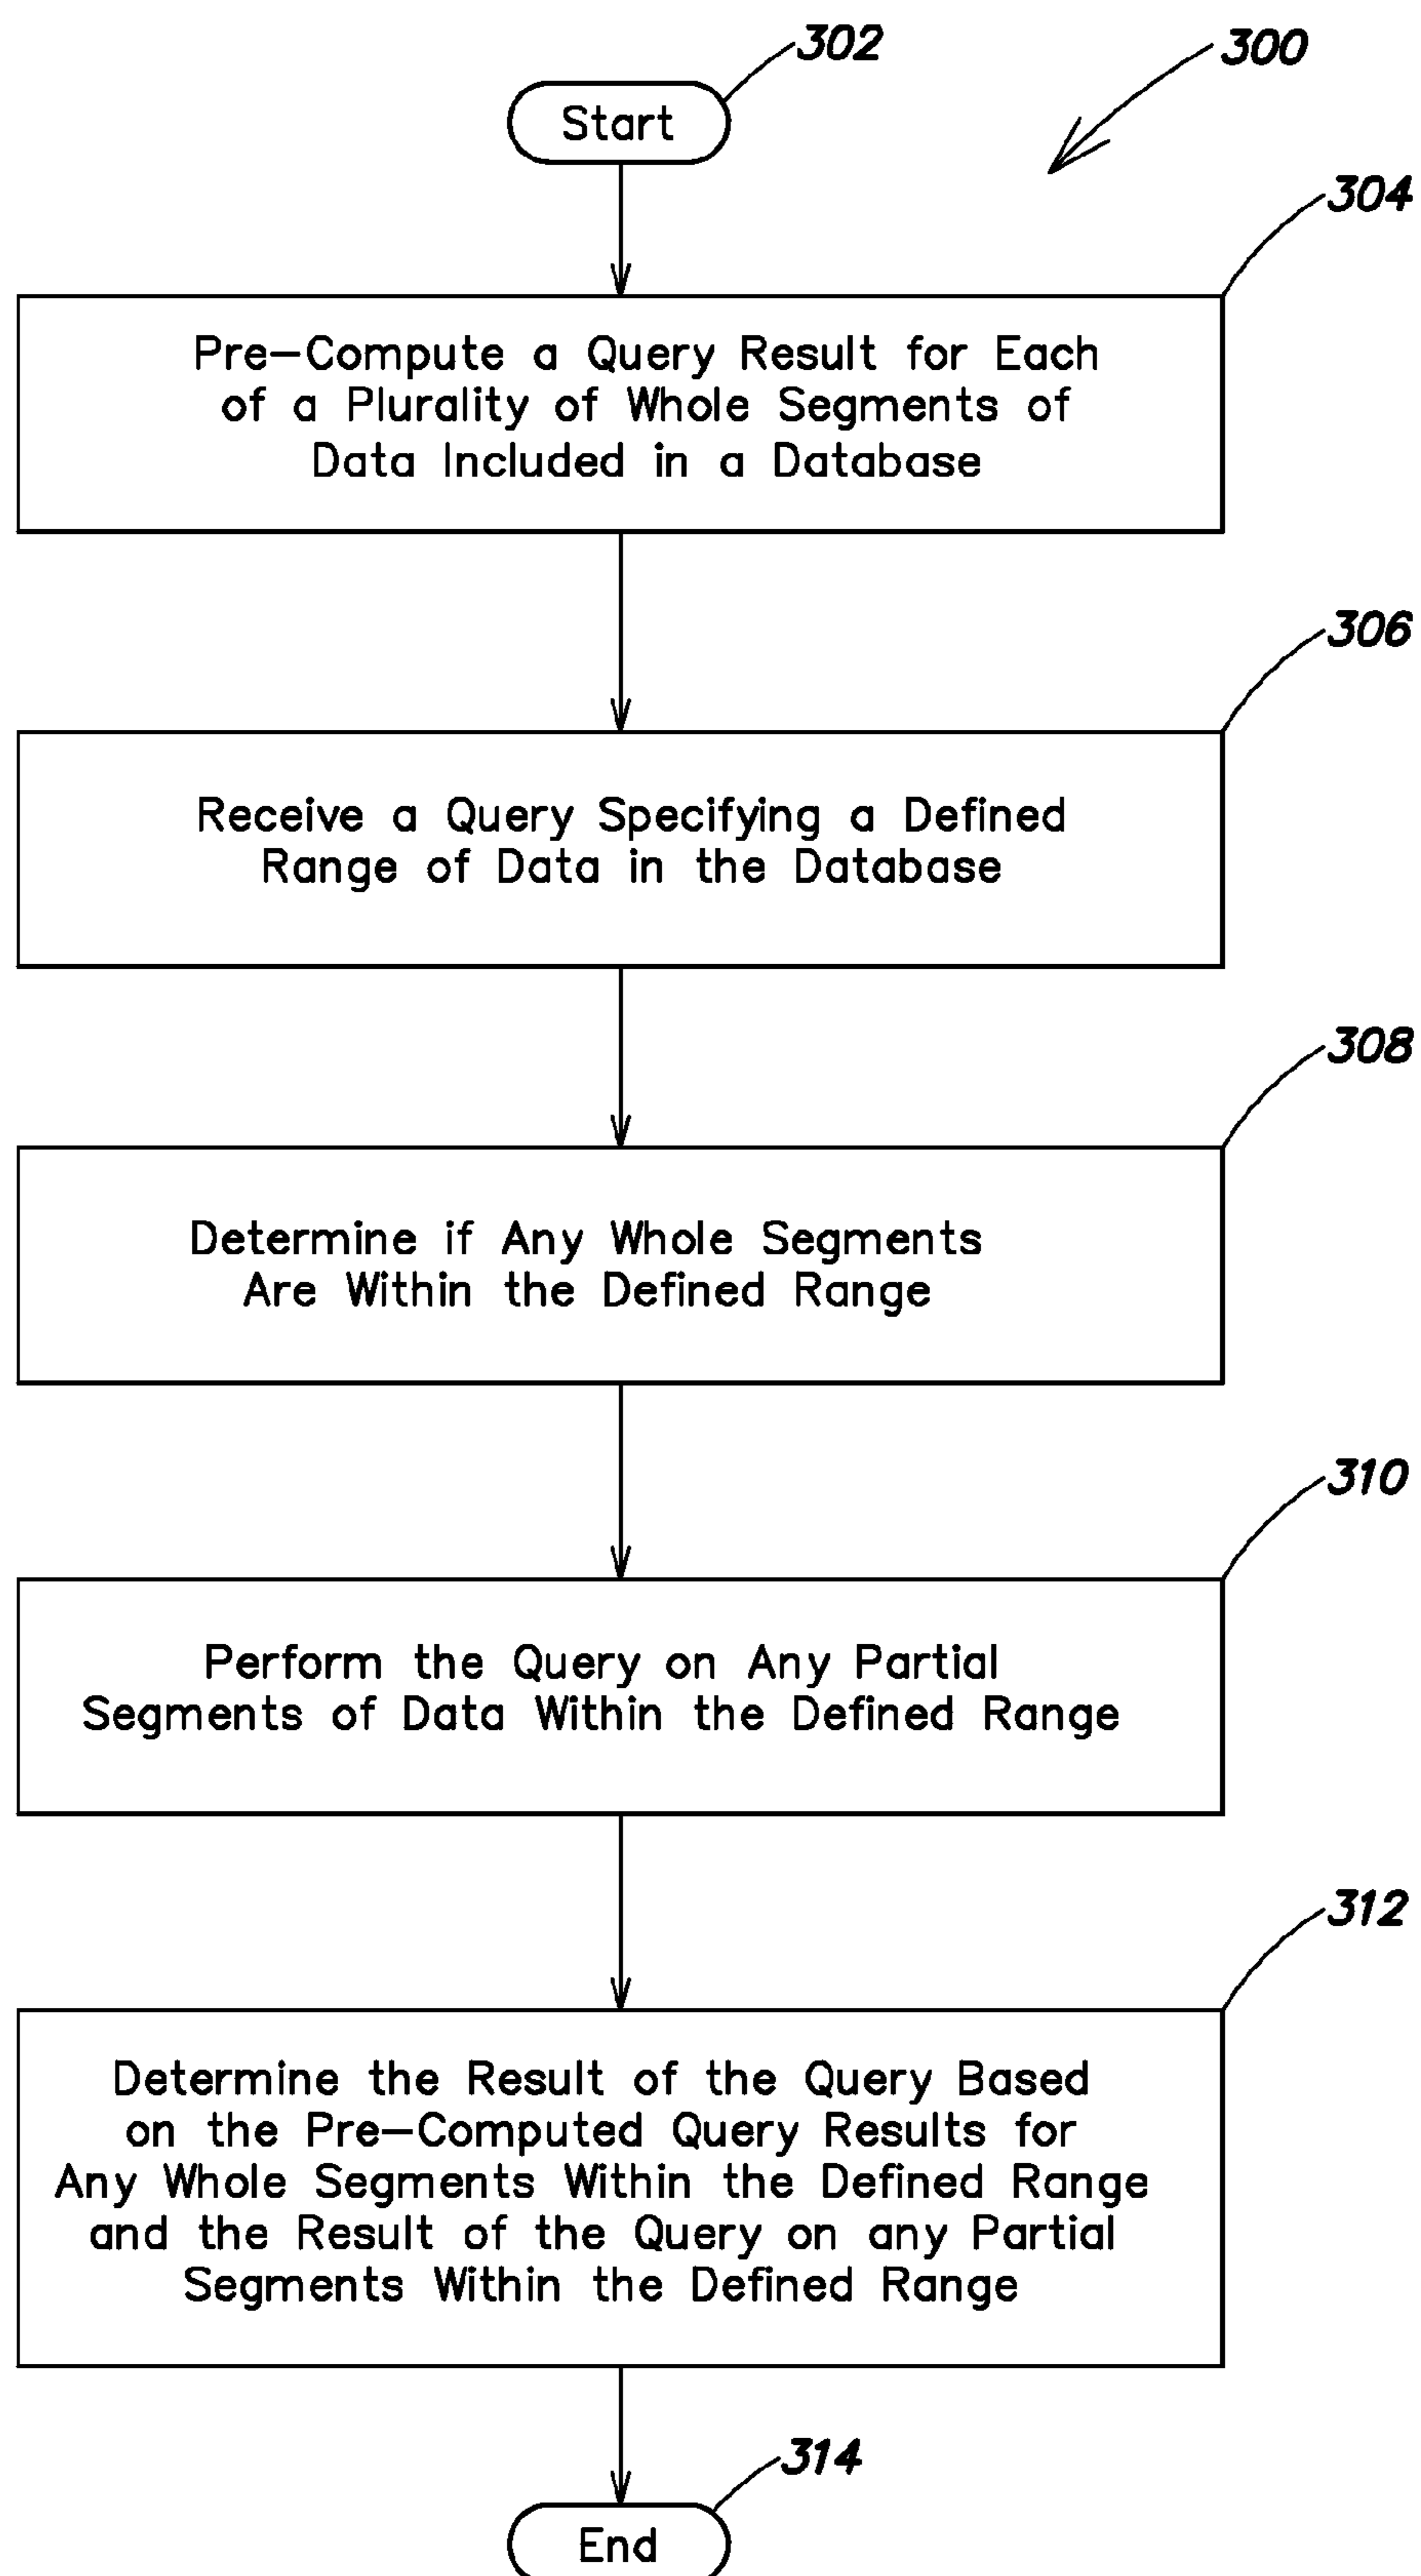 302
300
Start
304
Pre-Compute a Query Result for Each
of a Plurality of Whole Segments of
Data Included in a Database
306
Receive a Query Specifying a Defined
Range of Data in the Database
308
Determine if Any Whole Segments
Are Within the Defined Range
310
Perform the Query on Any Partial
Segments of Data Within the Defined Range
312
Determine the Result of the Query Based
on the Pre-Computed Query Results for
Any Whole Segments Within the Defined Range
and the Result of the Query on any Partial
Segments Within the Defined Range
314
End